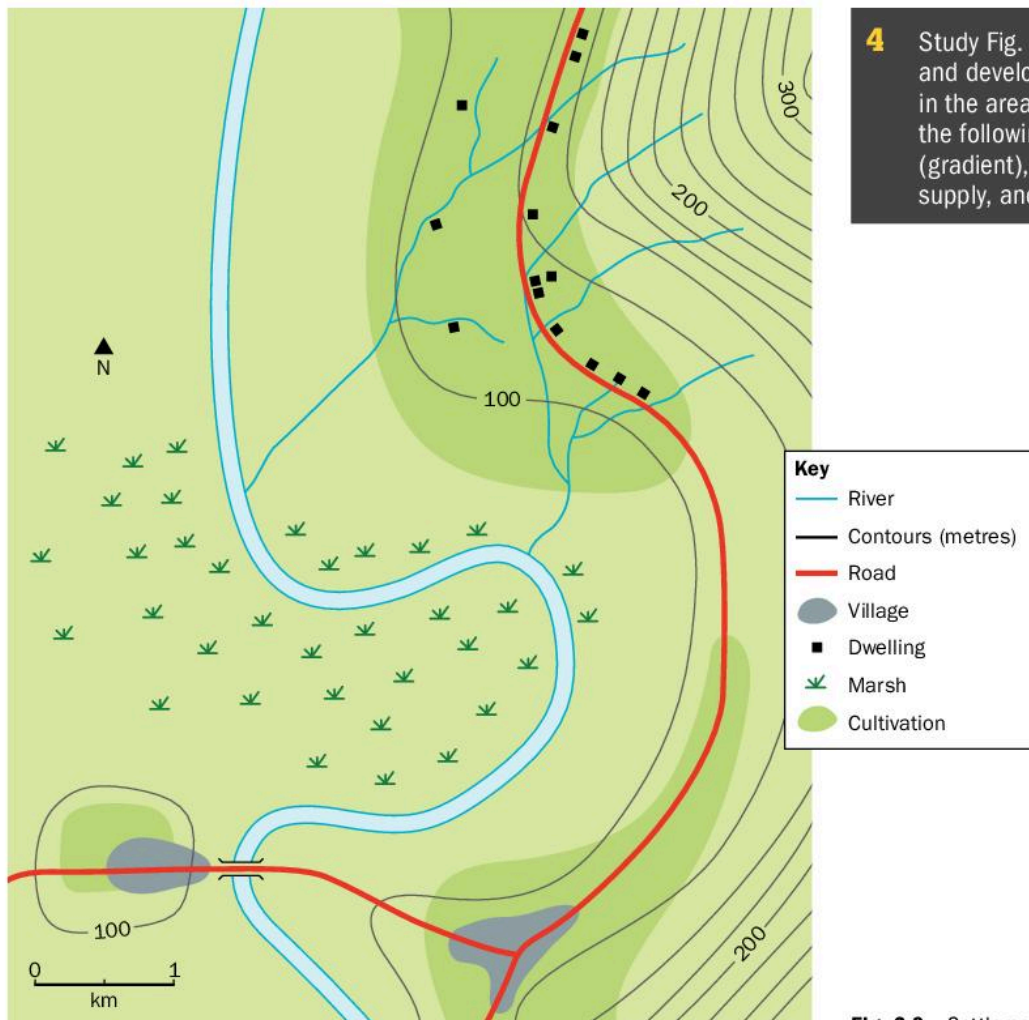 4 Study Fig.
and develo
in the area
the followi
(gradient),
supply, an
300
200
N
100
Key
River
Contours (metres)
Road
Village
Dwelling
Marsh
Cultivation
100
0 1
km
200